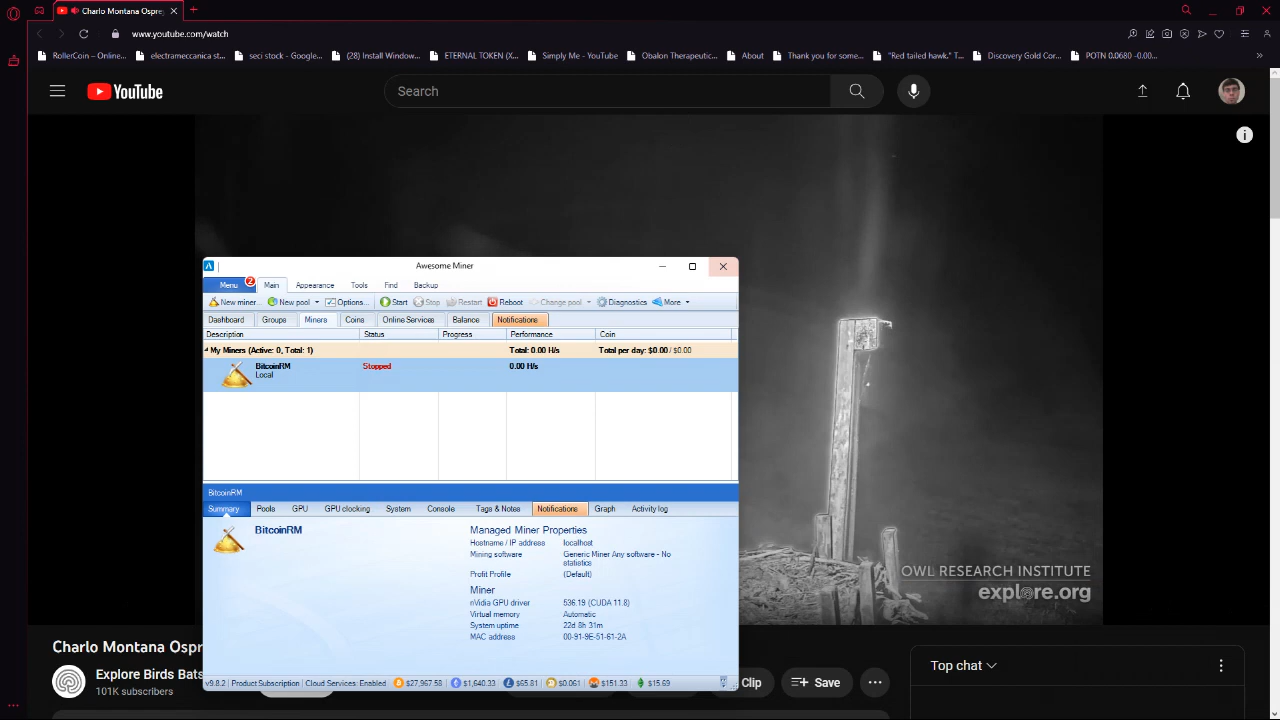 Charlo Montana Ospre
www.youtube.com/watch
RollerCoin – Online...
electrameccanica st...
seci stock - Google...
(28) Install Window...
ETERNAL TOKEN (X...
Simply Me - YouTube
Obalon Therapeutic...
About
Thank you for some...
"Red tailed hawk." T...
Discovery Gold Cor...
POTN 0.0680 -0.00...
YouTube
Search
Awesome Miner
Menu 2 Main Appearance Tools Find Backup
New miner... New pool Options... Start Stop Restart Reboot Change pool Diagnostics More
Dashboard Groups Miners Coins Online Services Balance Notifications
Description Status Progress Performance Coin
My Miners (Active: 0, Total: 1) Total: 0.00 H/s Total per day: $0.00 / $0.00
BitcoinRM Stopped 0.00 H/s
Local
BitcoinRM
Summary Pools GPU GPU clocking System Console Tags & Notes Notifications Graph Activity log
BitcoinRM
Managed Miner Properties
Hostname / IP address localhost
Mining software Generic Miner Any software - No
statistics
Profit Profile (Default)
Miner
nVidia GPU driver 536.19 (CUDA 11.8)
Virtual memory Automatic
System uptime 22d 8h 31m
MAC address 00-91-9E-51-61-2A
v9.8.2 Product Subscription Cloud Services: Enabled $27,967.58 $1,640.33 $65.81 $0.061 $151.33 $15.69
OWL RESEARCH INSTITUTE
explore.org
Charlo Montana Ospr
Explore Birds Bats
101K subscribers
Clip
Save
Top chat